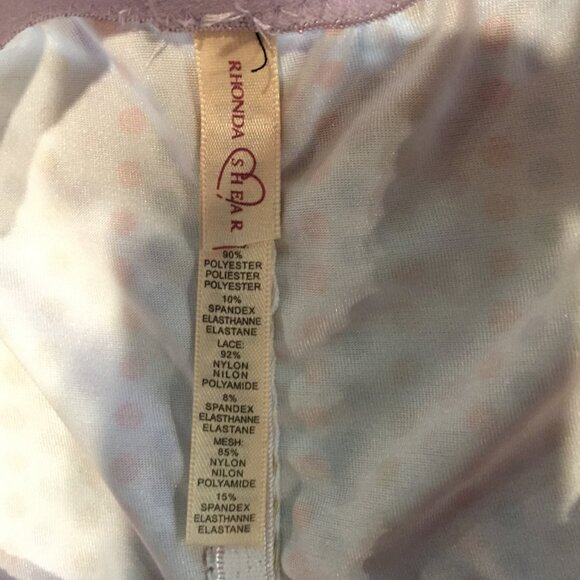 RHONDA SHEAR
90%
POLYESTER
POLIESTER
POLYESTER
10%
SPANDEX
ELASTHANNE
ELASTANE
LACE:
92%
NYLON
NILON
POLYAMIDE
8%
SPANDEX
ELASTHANNE
ELASTANE
MESH:
85%
NYLON
NILON
POLYAMIDE
15%
SPANDEX
ELASTHANNE
ELASTANE